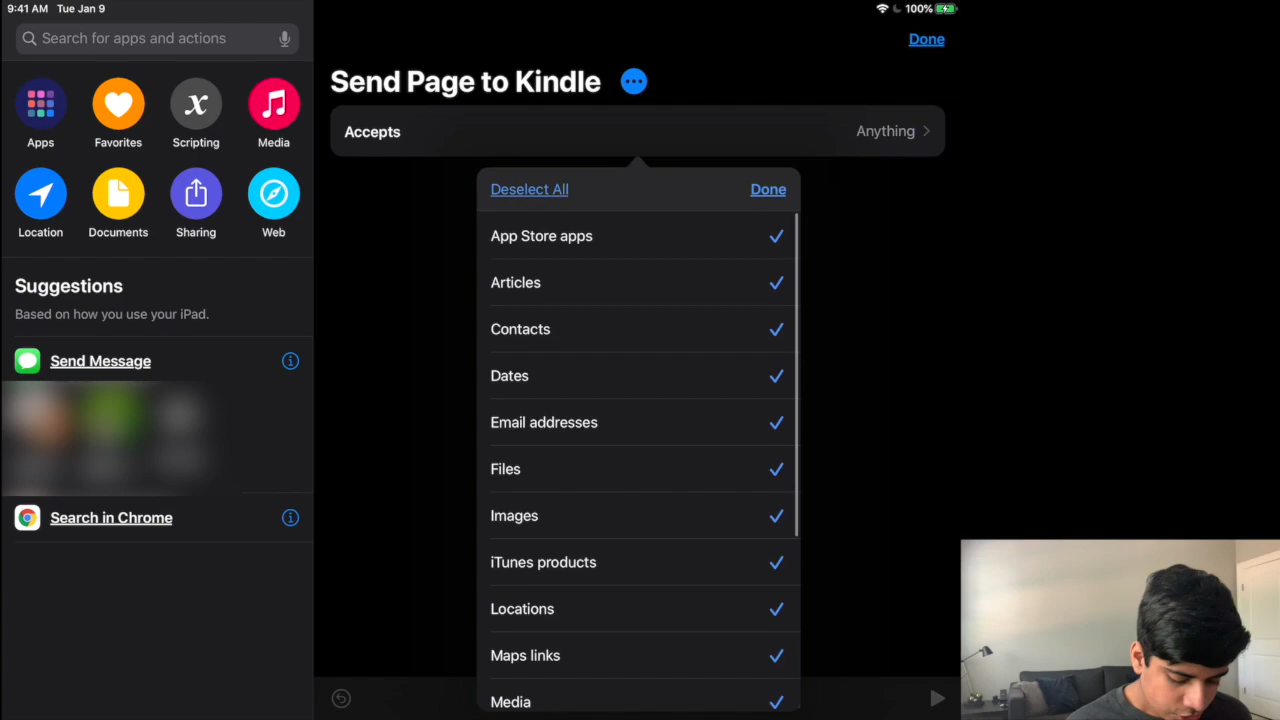 9:41 AM Tue Jan 9
100%
Search for apps and actions
Done
Send Page to Kindle
Apps
Favorites
Scripting
Media
Accepts
Anything
Location
Documents
Sharing
Web
Deselect All
Done
App Store apps
Articles
Contacts
Dates
Email addresses
Files
Images
iTunes products
Locations
Maps links
Media
Suggestions
Based on how you use your iPad.
Send Message
Search in Chrome